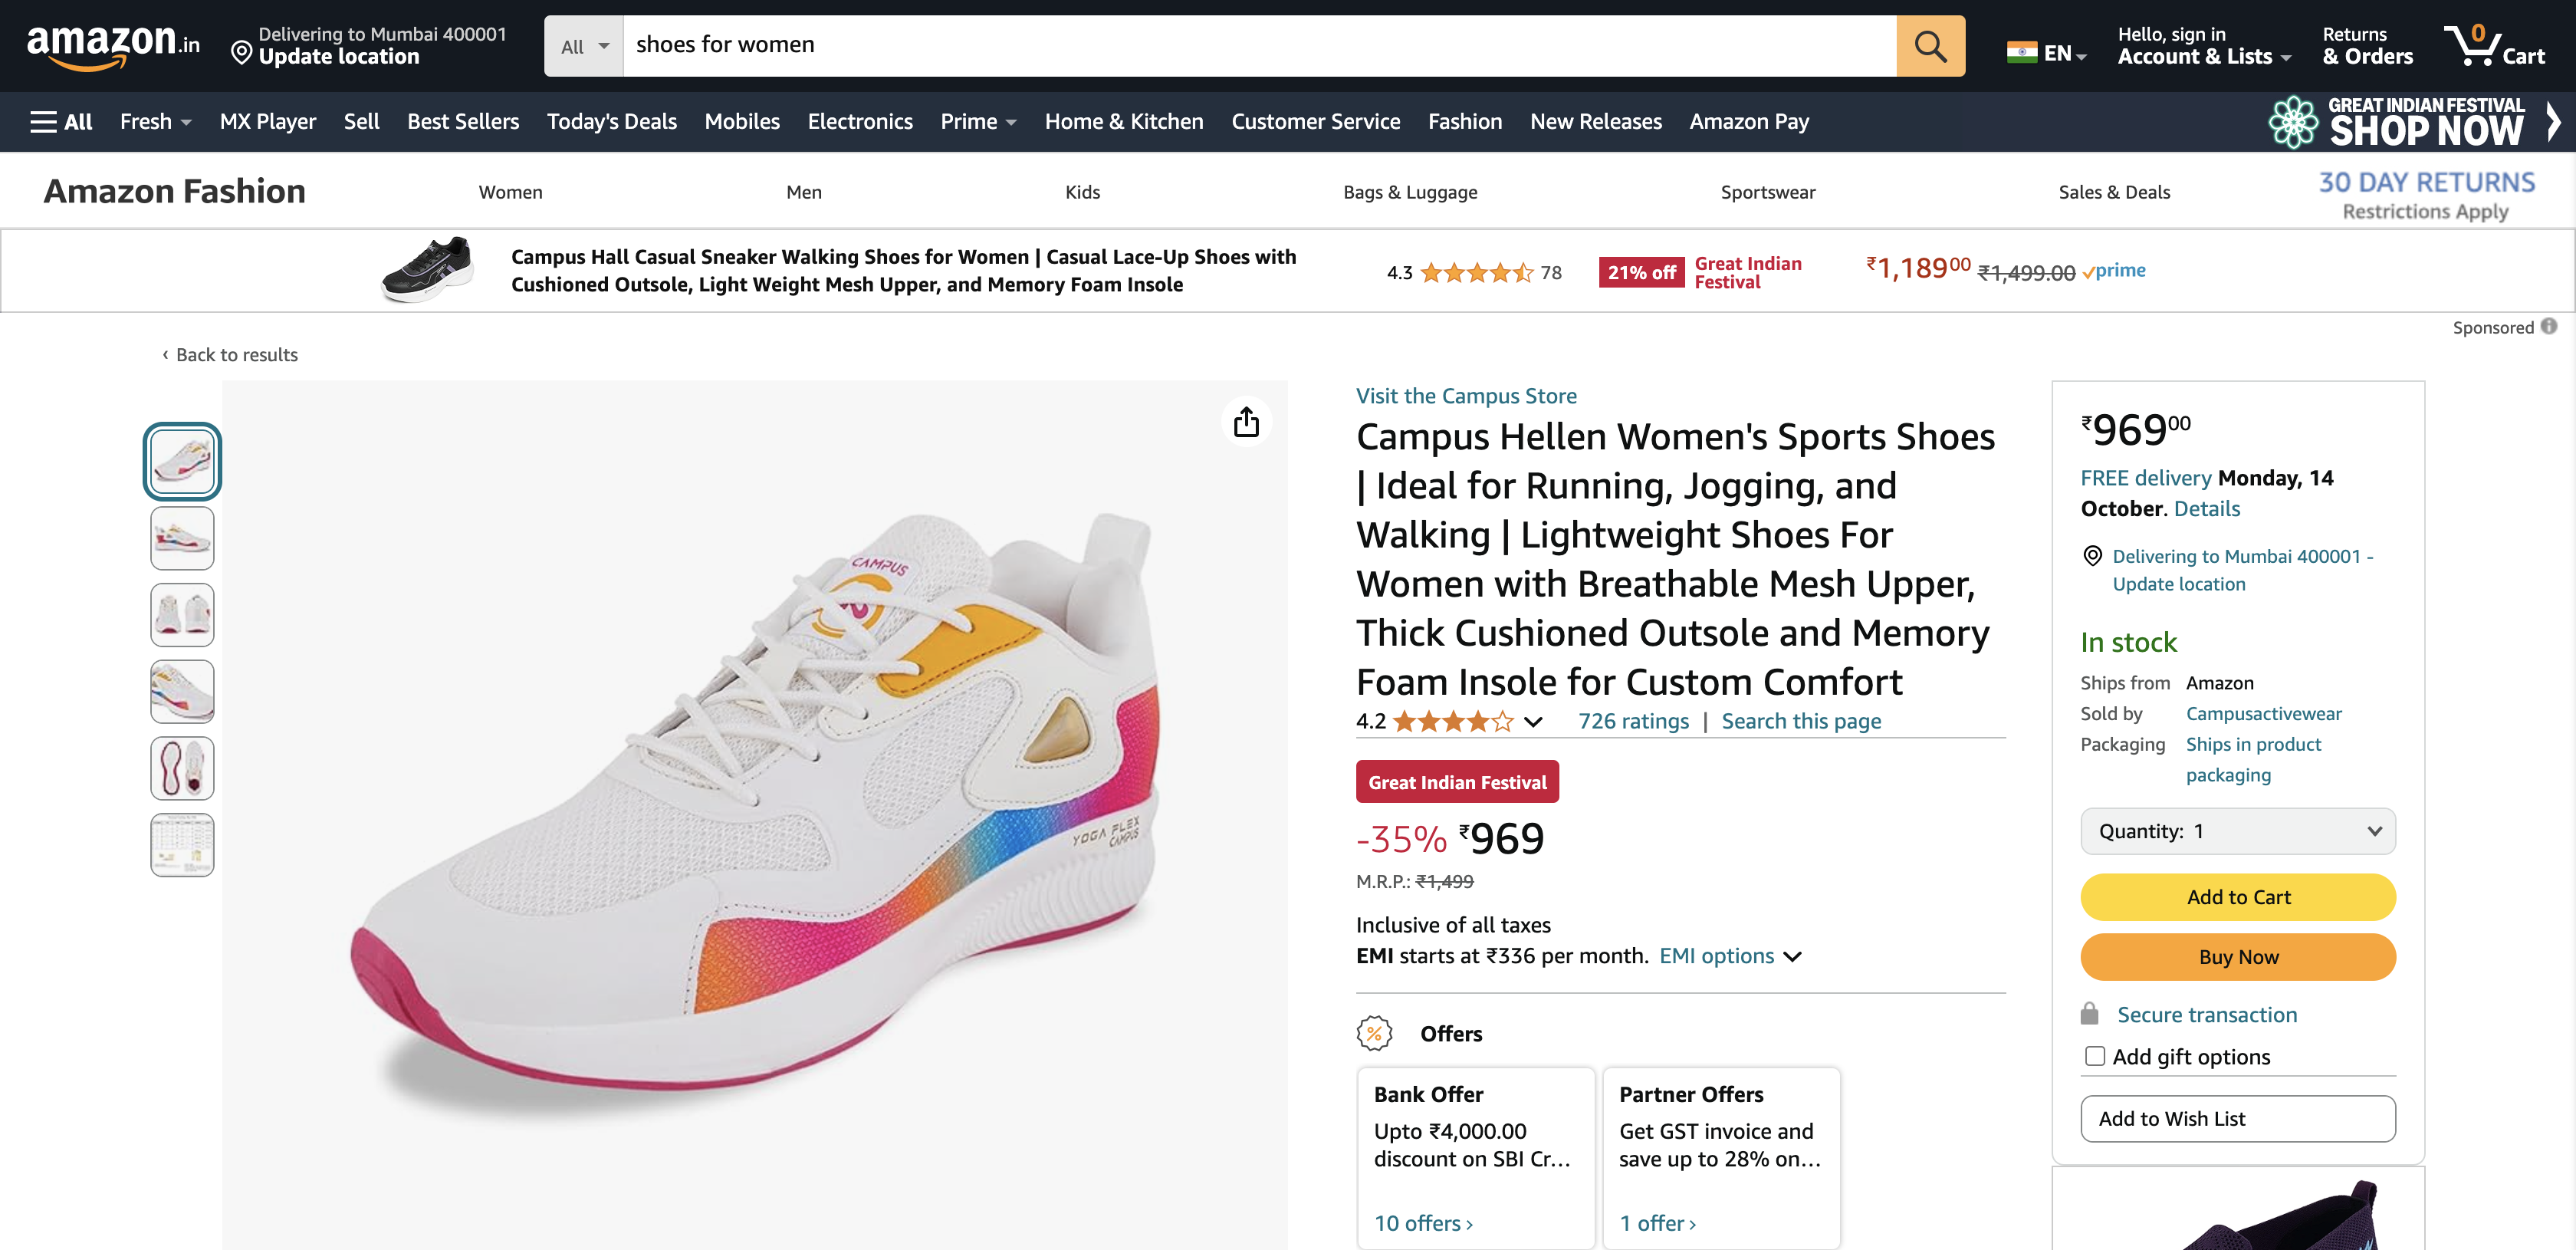 amazon.in
Delivering to Mumbai 400001
Update location
All
shoes for women
EN
Hello, sign in
Account & Lists
Returns
& Orders
0
Cart
All
Fresh
MX Player
Sell
Best Sellers
Today's Deals
Mobiles
Electronics
Prime
Home & Kitchen
Customer Service
Fashion
New Releases
Amazon Pay
GREAT INDIAN FESTIVAL
SHOP NOW
Amazon Fashion
Women
Men
Kids
Bags & Luggage
Sportswear
Sales & Deals
30 DAY RETURNS
Restrictions Apply
Campus Hall Casual Sneaker Walking Shoes for Women | Casual Lace-Up Shoes with
Cushioned Outsole, Light Weight Mesh Upper, and Memory Foam Insole
4.3
78
21% off
Great Indian
Festival
₹1,18900
₹1,499.00
prime
Sponsored
‹ Back to results
CAMPUS
YOGA FLEX
CAMPUS
Visit the Campus Store
Campus Hellen Women's Sports Shoes
| Ideal for Running, Jogging, and
Walking | Lightweight Shoes For
Women with Breathable Mesh Upper,
Thick Cushioned Outsole and Memory
Foam Insole for Custom Comfort
4.2
726 ratings | Search this page
Great Indian Festival
-35% ₹969
M.R.P.: ₹1,499
Inclusive of all taxes
EMI starts at ₹336 per month. EMI options
% Offers
Bank Offer
Upto ₹4,000.00
discount on SBI Cr...
10 offers ›
Partner Offers
Get GST invoice and
save up to 28% on...
1 offer ›
₹96900
FREE delivery Monday, 14
October. Details
Delivering to Mumbai 400001 -
Update location
In stock
Ships from Amazon
Sold by Campusactivewear
Packaging Ships in product
packaging
Quantity: 1
Add to Cart
Buy Now
Secure transaction
Add gift options
Add to Wish List